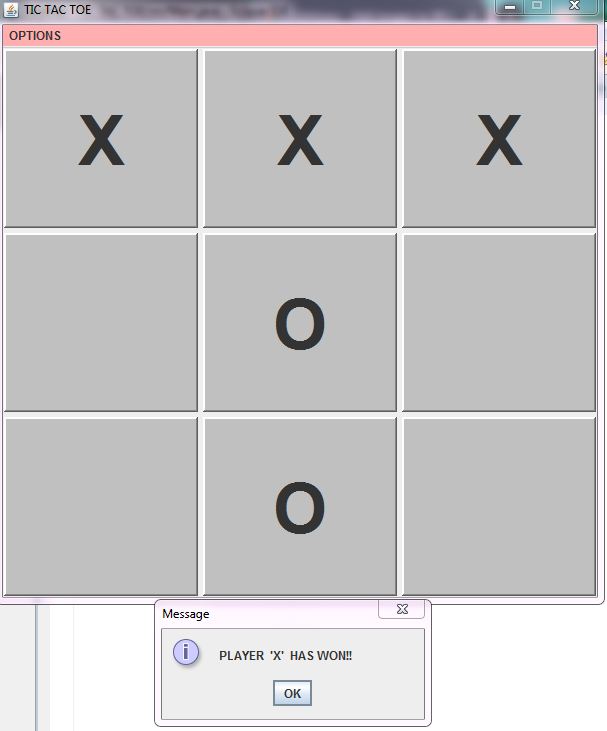 TIC TAC TOE
OPTIONS
X X X
O
O
Message
PLAYER 'X' HAS WON!!
OK